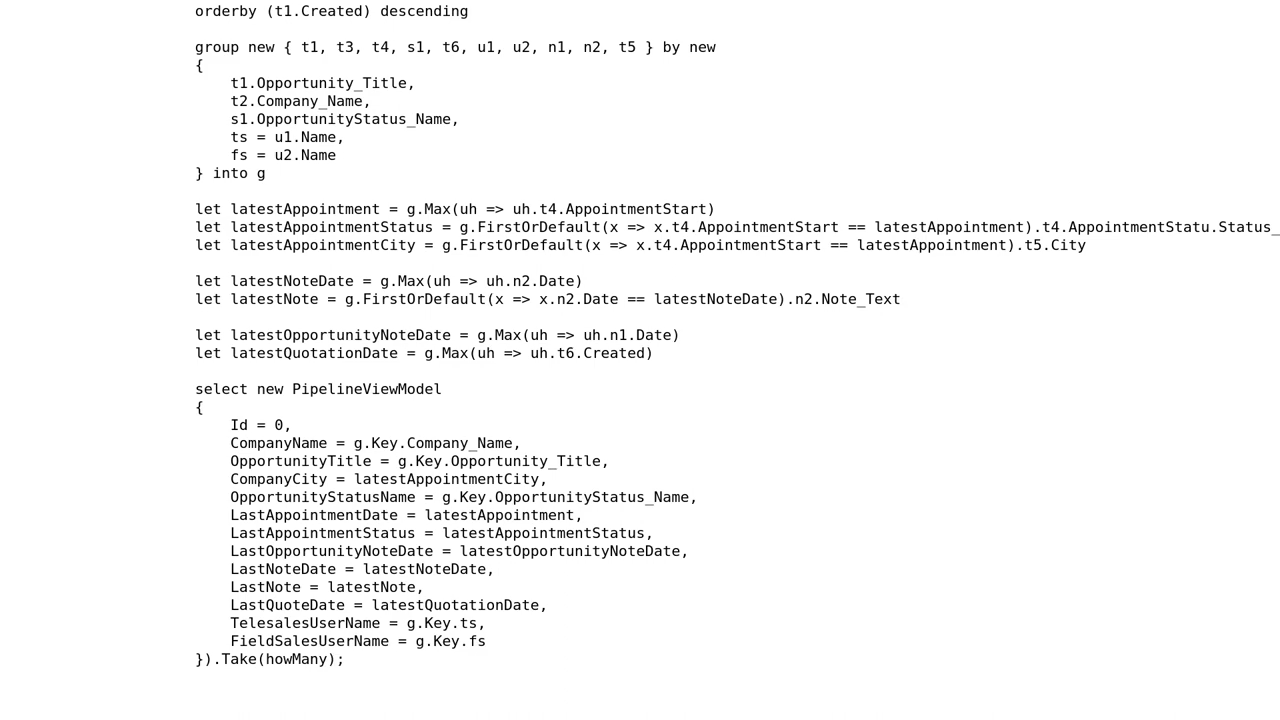 orderby (t1.Created) descending
group new { t1, t3, t4, s1, t6, u1, u2, n1, n2, t5 } by new
{
t1.Opportunity_Title,
t2.Company_Name,
s1.OpportunityStatus_Name,
ts = u1.Name,
fs = u2.Name
} into g
let latestAppointment = g.Max(uh => uh.t4.AppointmentStart)
let latestAppointmentStatus = g.FirstOrDefault(x => x.t4.AppointmentStart == latestAppointment).t4.AppointmentStatu.Status_
let latestAppointmentCity = g.FirstOrDefault(x => x.t4.AppointmentStart == latestAppointment).t5.City
let latestNoteDate = g.Max(uh => uh.n2.Date)
let latestNote = g.FirstOrDefault(x => x.n2.Date == latestNoteDate).n2.Note_Text
let latestOpportunityNoteDate = g.Max(uh => uh.n1.Date)
let latestQuotationDate = g.Max(uh => uh.t6.Created)
select new PipelineViewModel
{
Id = 0,
CompanyName = g.Key.Company_Name,
OpportunityTitle = g.Key.Opportunity_Title,
CompanyCity = latestAppointmentCity,
OpportunityStatusName = g.Key.OpportunityStatus_Name,
LastAppointmentDate = latestAppointment,
LastAppointmentStatus = latestAppointmentStatus,
LastOpportunityNoteDate = latestOpportunityNoteDate,
LastNoteDate = latestNoteDate,
LastNote = latestNote,
LastQuoteDate = latestQuotationDate,
TelesalesUserName = g.Key.ts,
FieldSalesUserName = g.Key.fs
}).Take(howMany);